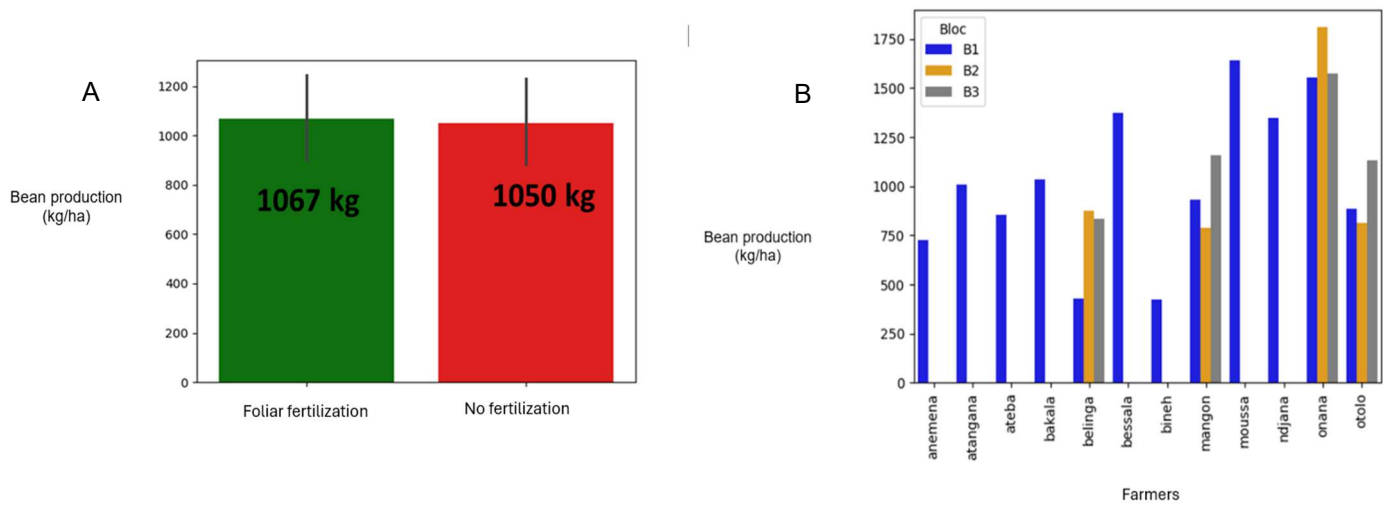 A
Bean production
(kg/ha)
1200
1000
800
600
400
200
0
1067 kg
1050 kg
Foliar fertilization
No fertilization
B
Bean production
(kg/ha)
Bloc
B1
B2
B3
1750
1500
1250
1000
750
500
250
0
anemena
atangana
ateba
bakala
belinga
bessala
bineh
mangon
moussa
ndjana
onana
otolo
Farmers